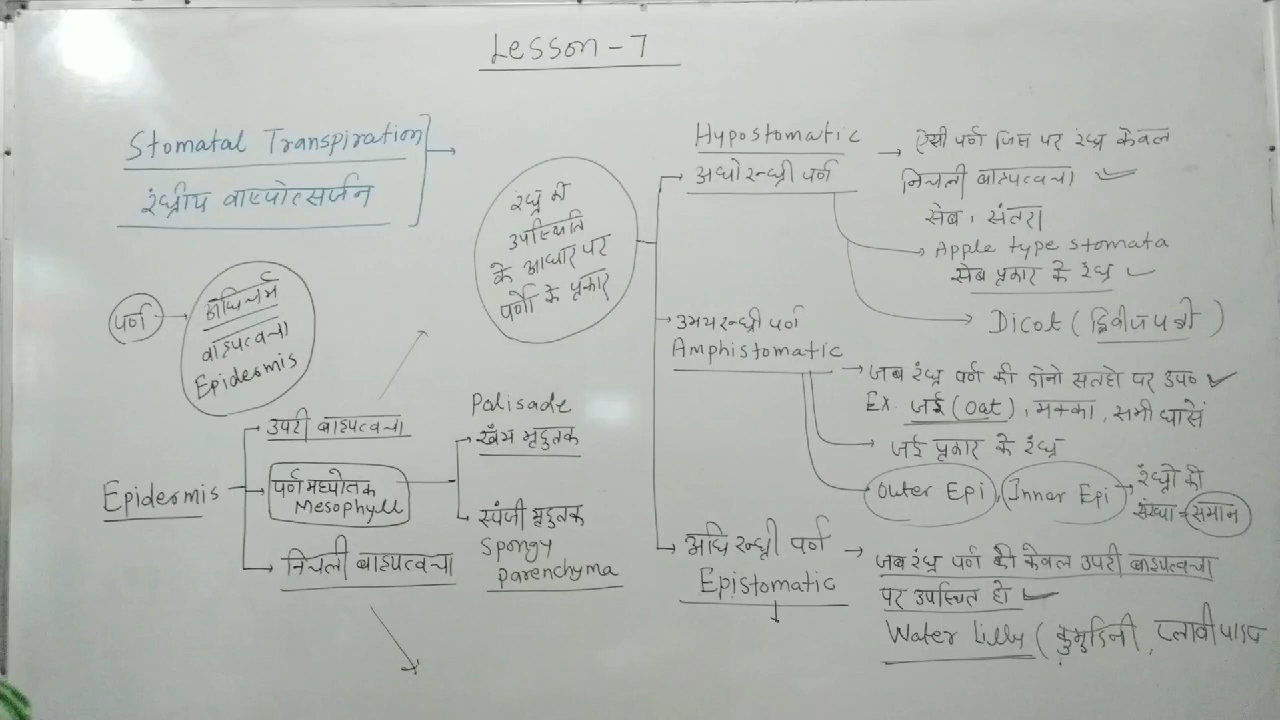 Lesson - 7
Stomatal Transpiration
रंध्रीय वाष्पोत्सर्जन
पर्ण
अधिचर्म
बाह्यत्वचा
Epidermis
Epidermis
उपरी बाह्यत्वचा
पर्णमध्योतक
Mesophyll
निचली बाह्यत्वचा
Palisade
खंभ मृदुतक
स्पंजी मृदुतक
Spongy
parenchyma
रंध्र की
उपस्थिति
के आधार पर
पर्णो के प्रकार
Hypostomatic
अधोरन्ध्री पर्ण
ऐसी पर्ण जिस पर रंध्र केवल
निचली बाह्यत्वचा
सेब, संतरा
Apple type stomata
सेब प्रकार के रंध्र
Dicot (द्विबीजपत्री)
उभयरन्ध्री पर्ण
Amphistomatic
जब रंध्र पर्ण की दोनो सतहो पर उप०
Ex. जई (Oat), मक्का, सभी घासें
जई प्रकार के रंध्र
Outer Epi, Inner Epi
रंध्रो की
संख्या - समान
अधिरन्ध्री पर्ण
Epistomatic
जब रंध्र पर्ण की केवल उपरी बाह्यत्वचा
पर उपस्थित हो
Water Lilly (कुमुदिनी, प्लावी पादप